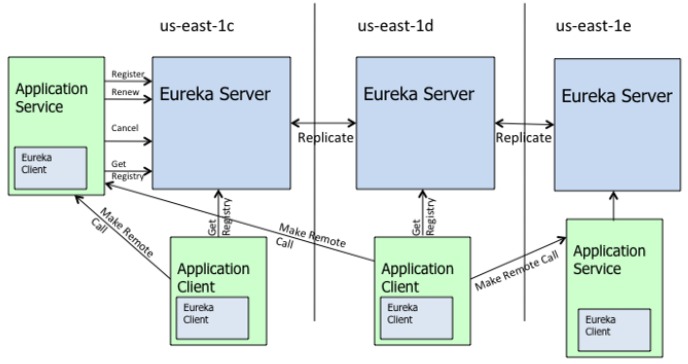 us-east-1c
us-east-1d
us-east-1e
Application
Service
Eureka
Client
Register
Renew
Cancel
Get
Registry
Eureka Server
Replicate
Eureka Server
Replicate
Eureka Server
Make Remote
Call
Get
Registry
Make Remote
Call
Get
Registry
Make Remote Call
Application
Client
Eureka
Client
Application
Client
Eureka
Client
Application
Service
Eureka
Client